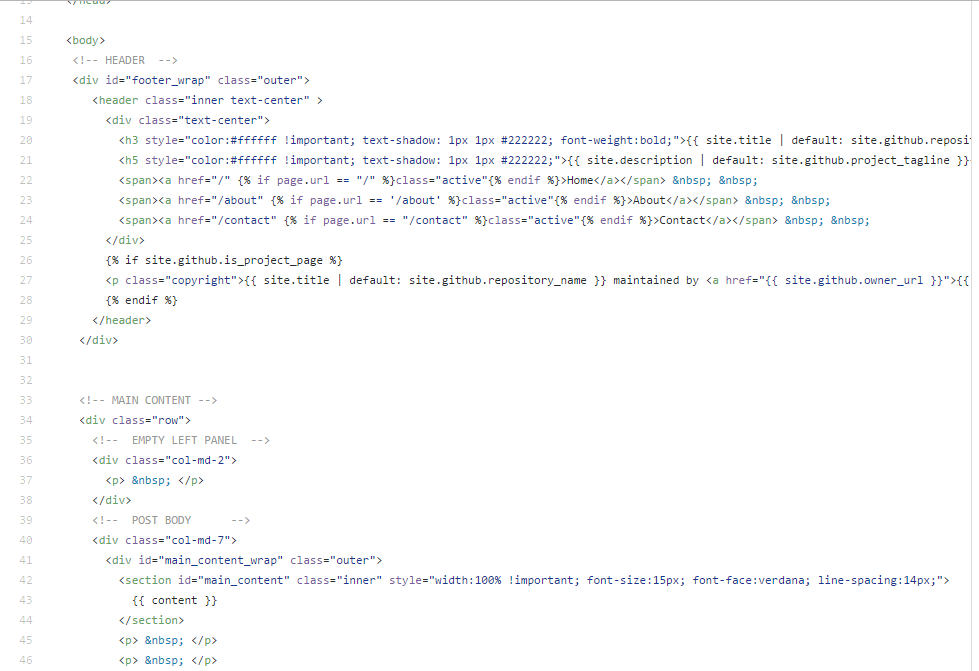 13 </head>
14
15 <body>
16 <!-- HEADER -->
17 <div id="footer_wrap" class="outer">
18 <header class="inner text-center" >
19 <div class="text-center">
20 <h3 style="color:#ffffff !important; text-shadow: 1px 1px #222222; font-weight:bold;">{{ site.title | default: site.github.reposi
21 <h5 style="color:#ffffff !important; text-shadow: 1px 1px #222222;">{{ site.description | default: site.github.project_tagline }}
22 <span><a href="/" {% if page.url == "/" %}class="active"{% endif %}>Home</a></span> &nbsp; &nbsp;
23 <span><a href="/about" {% if page.url == '/about' %}class="active"{% endif %}>About</a></span> &nbsp; &nbsp;
24 <span><a href="/contact" {% if page.url == "/contact" %}class="active"{% endif %}>Contact</a></span> &nbsp; &nbsp;
25 </div>
26 {% if site.github.is_project_page %}
27 <p class="copyright">{{ site.title | default: site.github.repository_name }} maintained by <a href="{{ site.github.owner_url }}">{{
28 {% endif %}
29 </header>
30 </div>
31
32
33 <!-- MAIN CONTENT -->
34 <div class="row">
35 <!-- EMPTY LEFT PANEL -->
36 <div class="col-md-2">
37 <p> &nbsp; </p>
38 </div>
39 <!-- POST BODY -->
40 <div class="col-md-7">
41 <div id="main_content_wrap" class="outer">
42 <section id="main_content" class="inner" style="width:100% !important; font-size:15px; font-face:verdana; line-spacing:14px;">
43 {{ content }}
44 </section>
45 <p> &nbsp; </p>
46 <p> &nbsp; </p>